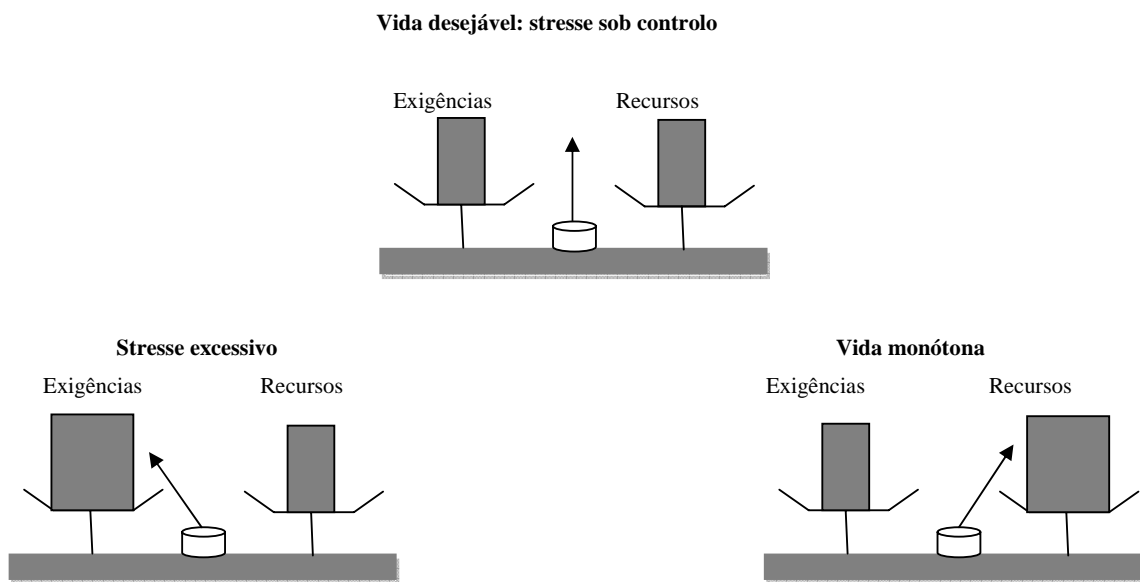 Vida desejável: stresse sob controlo
Exigências Recursos
Stresse excessivo
Exigências Recursos
Vida monótona
Exigências Recursos